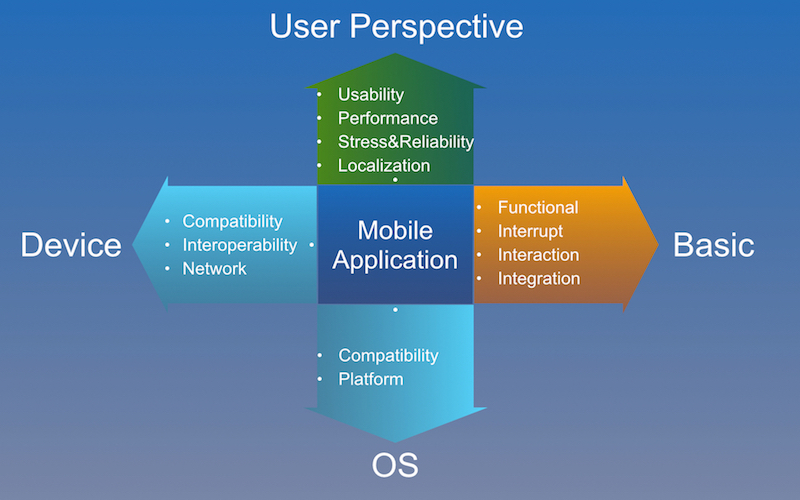 User Perspective
• Usability
• Performance
• Stress&Reliability
• Localization
•
Device
• Compatibility
• Interoperability
• Network
•
Mobile
Application
• Functional
• Interrupt
• Interaction
• Integration
Basic
•
• Compatibility
• Platform
OS